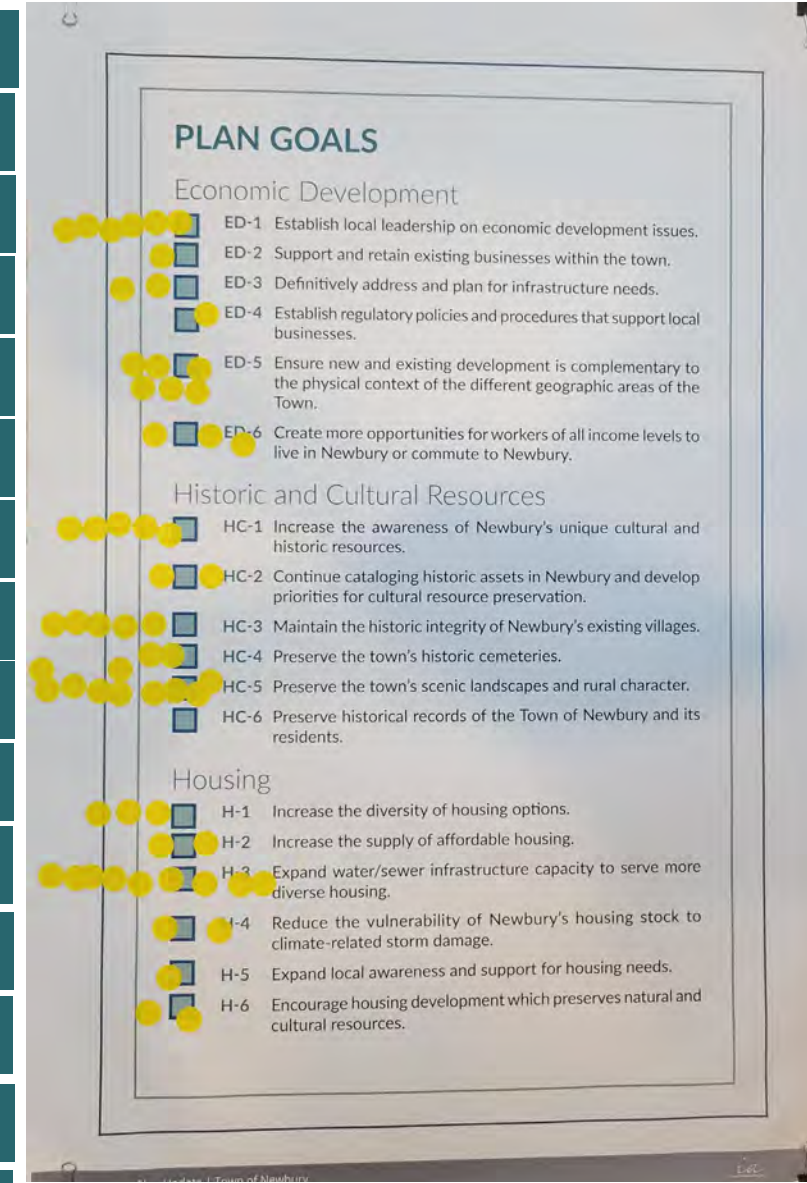 PLAN GOALS
Economic Development
ED-1 Establish local leadership on economic development issues.
ED-2 Support and retain existing businesses within the town.
ED-3 Definitively address and plan for infrastructure needs.
ED-4 Establish regulatory policies and procedures that support local
businesses.
ED-5 Ensure new and existing development is complementary to
the physical context of the different geographic areas of the
Town.
ED-6 Create more opportunities for workers of all income levels to
live in Newbury or commute to Newbury.
Historic and Cultural Resources
HC-1 Increase the awareness of Newbury's unique cultural and
historic resources.
HC-2 Continue cataloging historic assets in Newbury and develop
priorities for cultural resource preservation.
HC-3 Maintain the historic integrity of Newbury's existing villages.
HC-4 Preserve the town's historic cemeteries.
HC-5 Preserve the town's scenic landscapes and rural character.
HC-6 Preserve historical records of the Town of Newbury and its
residents.
Housing
H-1 Increase the diversity of housing options.
H-2 Increase the supply of affordable housing.
H-3 Expand water/sewer infrastructure capacity to serve more
diverse housing.
H-4 Reduce the vulnerability of Newbury's housing stock to
climate-related storm damage.
H-5 Expand local awareness and support for housing needs.
H-6 Encourage housing development which preserves natural and
cultural resources.
Update | Town of Newbury